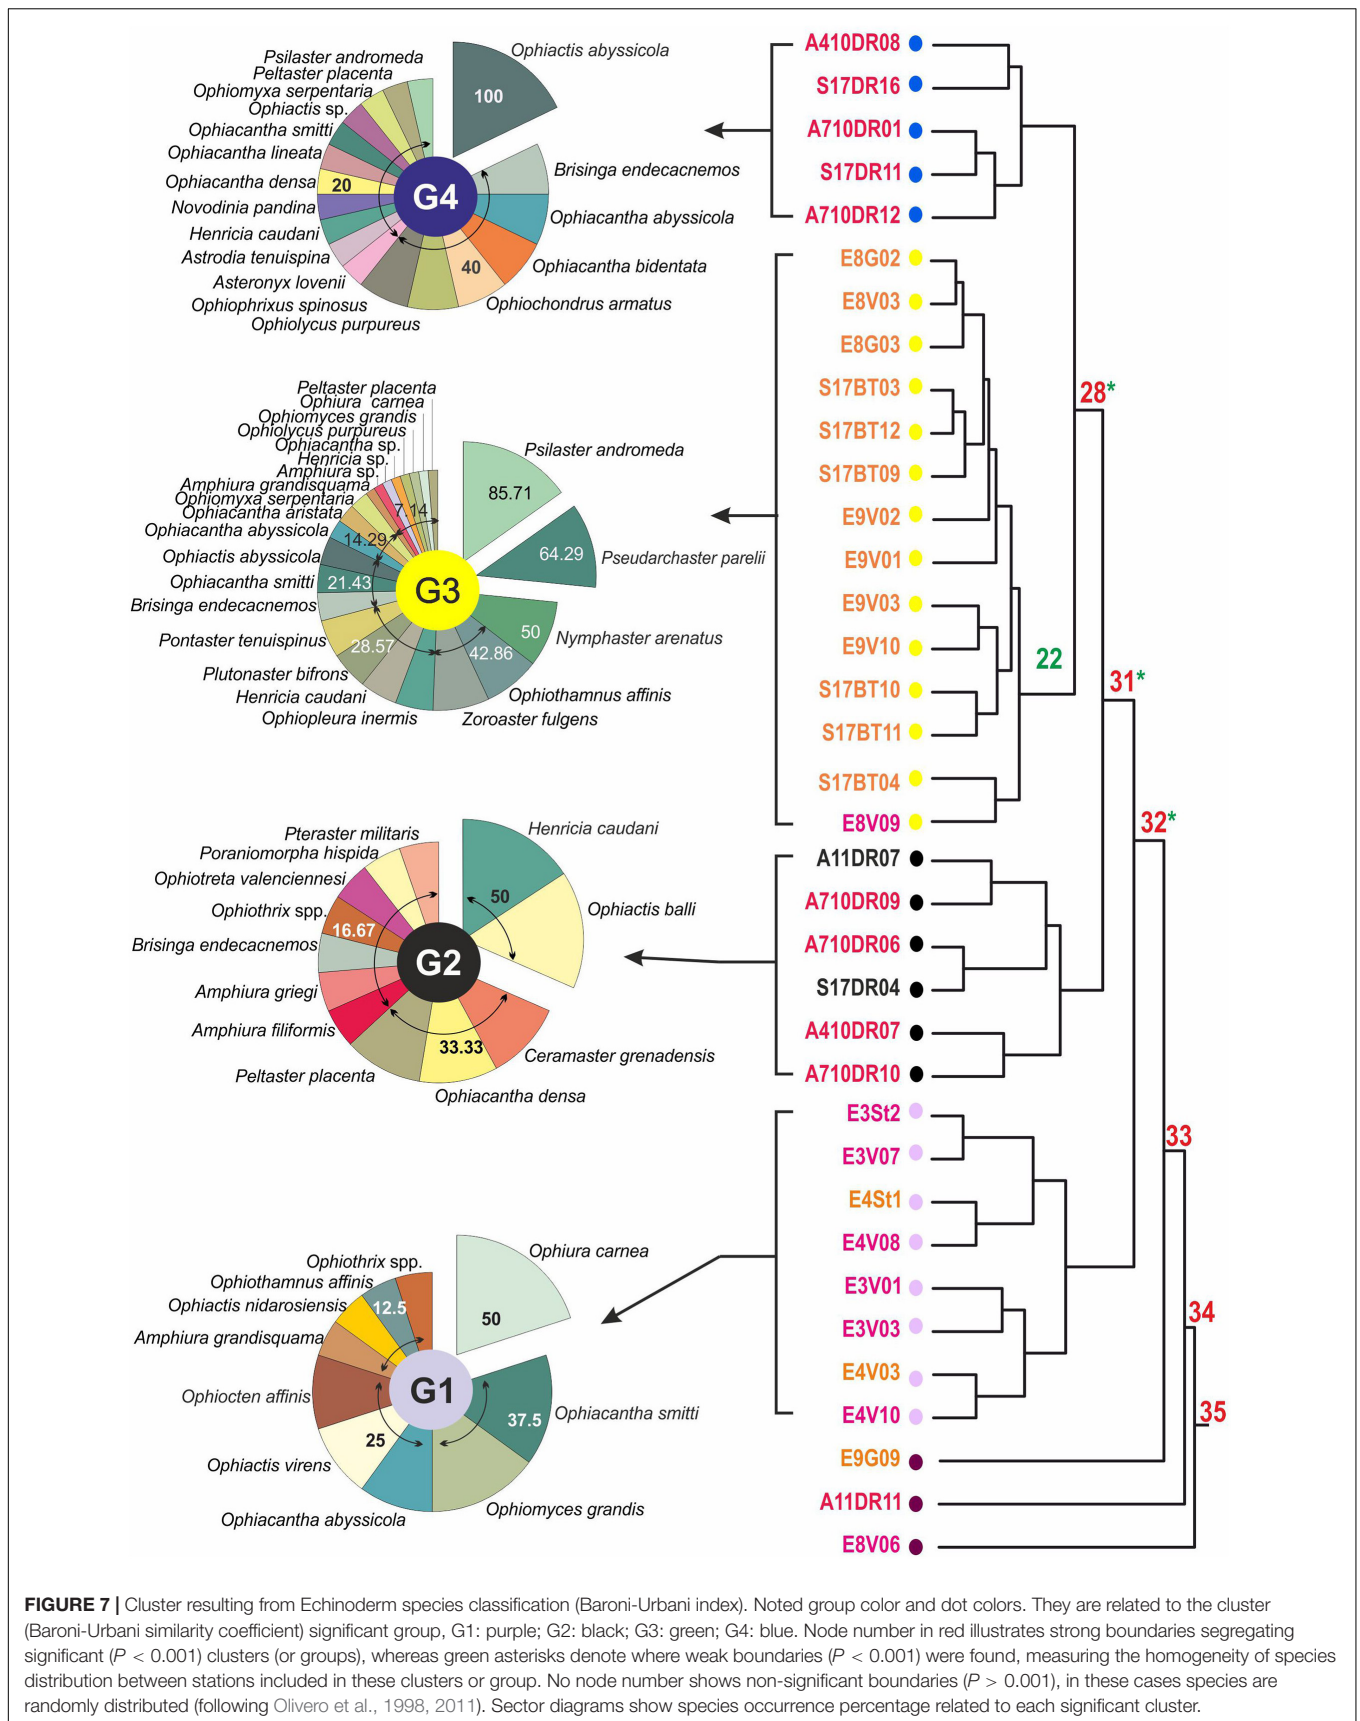 Psilaster andromeda
Peltaster placenta
Ophiomyxa serpentaria
Ophiactis sp.
Ophiacantha smitti
Ophiacantha lineata
Ophiacantha densa
Novodinia pandina
Henricia caudani
Astrodia tenuispina
Asteronyx lovenii
Ophiophrixus spinosus
Ophiolycus purpureus
Ophiactis abyssicola
Brisinga endecacnemos
Ophiacantha abyssicola
Ophiacantha bidentata
Ophiochondrus armatus
100
20
40
G4
Peltaster placenta
Ophiura carnea
Ophiomyces grandis
Ophiolycus purpureus
Ophiacantha sp.
Henricia sp.
Amphiura sp.
Amphiura grandisquama
Ophiomyxa serpentaria
Ophiacantha aristata
Ophiacantha abyssicola
Ophiactis abyssicola
Ophiacantha smitti
Brisinga endecacnemos
Pontaster tenuispinus
Plutonaster bifrons
Henricia caudani
Ophiopleura inermis
Zoroaster fulgens
Ophiothamnus affinis
Nymphaster arenatus
Pseudarchaster parelii
Psilaster andromeda
85.71
64.29
50
42.86
28.57
21.43
14.29
7.14
G3
Pteraster militaris
Poraniomorpha hispida
Ophiotreta valenciennesi
Ophiothrix spp.
Brisinga endecacnemos
Amphiura griegi
Amphiura filiformis
Peltaster placenta
Ophiacantha densa
Ceramaster grenadensis
Ophiactis balli
Henricia caudani
50
33.33
16.67
G2
Ophiothrix spp.
Ophiothamnus affinis
Ophiactis nidarosiensis
Amphiura grandisquama
Ophiocten affinis
Ophiactis virens
Ophiacantha abyssicola
Ophiomyces grandis
Ophiacantha smitti
Ophiura carnea
50
37.5
25
12.5
G1
A410DR08
S17DR16
A710DR01
S17DR11
A710DR12
E8G02
E8V03
E8G03
S17BT03
S17BT12
S17BT09
E9V02
E9V01
E9V03
E9V10
S17BT10
S17BT11
S17BT04
E8V09
A11DR07
A710DR09
A710DR06
S17DR04
A410DR07
A710DR10
E3St2
E3V07
E4St1
E4V08
E3V01
E3V03
E4V03
E4V10
E9G09
A11DR11
E8V06
28*
22
31*
32*
33
34
35
FIGURE 7 | Cluster resulting from Echinoderm species classification (Baroni-Urbani index). Noted group color and dot colors. They are related to the cluster
(Baroni-Urbani similarity coefficient) significant group, G1: purple; G2: black; G3: green; G4: blue. Node number in red illustrates strong boundaries segregating
significant (P < 0.001) clusters (or groups), whereas green asterisks denote where weak boundaries (P < 0.001) were found, measuring the homogeneity of species
distribution between stations included in these clusters or group. No node number shows non-significant boundaries (P > 0.001), in these cases species are
randomly distributed (following Olivero et al., 1998, 2011). Sector diagrams show species occurrence percentage related to each significant cluster.